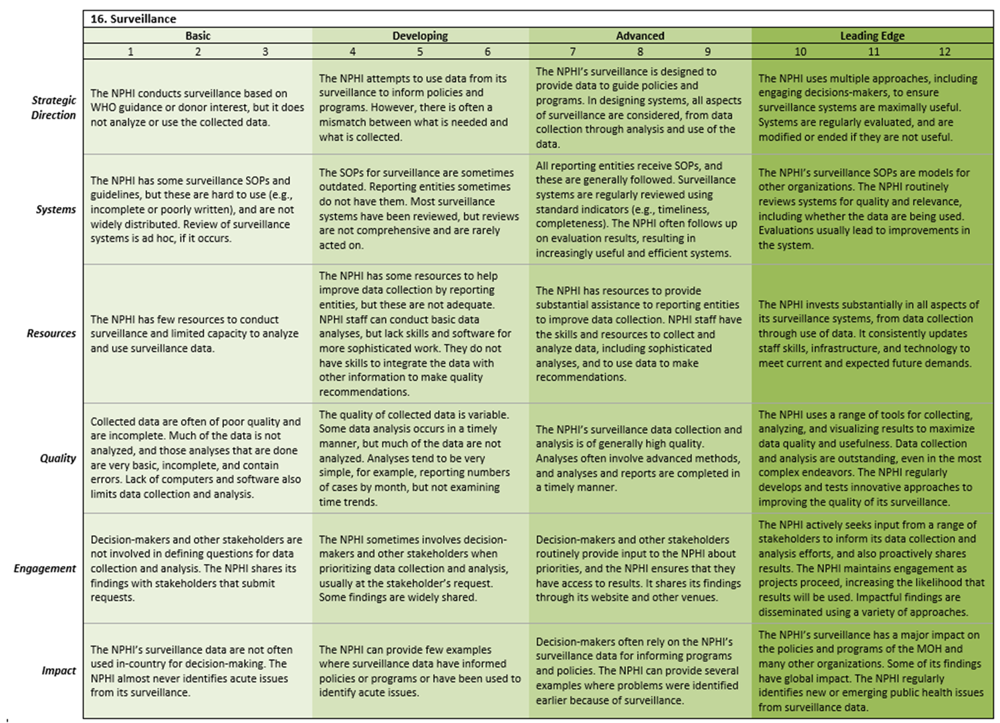 16. Surveillance
Basic
Developing
Advanced
Leading Edge
1 2 3 4 5 6 7 8 9 10 11 12
Strategic
Direction
The NPHI conducts surveillance based on
WHO guidance or donor interest, but it does
not analyze or use the collected data.
The NPHI attempts to use data from its
surveillance to inform policies and
programs. However, there is often a
mismatch between what is needed and
what is collected.
The NPHI's surveillance is designed to
provide data to guide policies and
programs. In designing systems, all aspects
of surveillance are considered, from data
collection through analysis and use of the
data.
The NPHI uses multiple approaches, including
engaging decisions-makers, to ensure
surveillance systems are maximally useful.
Systems are regularly evaluated, and are
modified or ended if they are not useful.
Systems
The NPHI has some surveillance SOPs and
guidelines, but these are hard to use (e.g.,
incomplete or poorly written), and are not
widely distributed. Review of surveillance
systems is ad hoc, if it occurs.
The SOPs for surveillance are sometimes
outdated. Reporting entities sometimes
do not have them. Most surveillance
systems have been reviewed, but reviews
are not comprehensive and are rarely
acted on.
All reporting entities receive SOPs, and
these are generally followed. Surveillance
systems are regularly reviewed using
standard indicators (e.g., timeliness,
completeness). The NPHI often follows up
on evaluation results, resulting in
increasingly useful and efficient systems.
The NPHI's surveillance SOPs are models for
other organizations. The NPHI routinely
reviews systems for quality and relevance,
including whether the data are being used.
Evaluations usually lead to improvements in
the system.
Resources
The NPHI has few resources to conduct
surveillance and limited capacity to analyze
and use surveillance data.
The NPHI has some resources to help
improve data collection by reporting
entities, but these are not adequate.
NPHI staff can conduct basic data
analyses, but lack skills and software for
more sophisticated work. They do not
have skills to integrate the data with
other information to make quality
recommendations.
The NPHI has resources to provide
substantial assistance to reporting entities
to improve data collection. NPHI staff have
the skills and resources to collect and
analyze data, including sophisticated
analyses, and to use data to make
recommendations.
The NPHI invests substantially in all aspects of
its surveillance systems, from data collection
through use of data. It consistently updates
staff skills, infrastructure, and technology to
meet current and expected future demands.
Quality
Collected data are often of poor quality and
are incomplete. Much of the data is not
analyzed, and those analyses that are done
are very basic, incomplete, and contain
errors. Lack of computers and software also
limits data collection and analysis.
The quality of collected data is variable.
Some data analysis occurs in a timely
manner, but much of the data are not
analyzed. Analyses tend to be very
simple, for example, reporting numbers
of cases by month, but not examining
time trends.
The NPHI's surveillance data collection and
analysis is of generally high quality.
Analyses often involve advanced methods,
and analyses and reports are completed in
a timely manner.
The NPHI uses a range of tools for collecting,
analyzing, and visualizing results to maximize
data quality and usefulness. Data collection
and analysis are outstanding, even in the most
complex endeavors. The NPHI regularly
develops and tests innovative approaches to
improving the quality of its surveillance.
Engagement
Decision-makers and other stakeholders are
not involved in defining questions for data
collection and analysis. The NPHI shares its
findings with stakeholders that submit
requests.
The NPHI sometimes involves decision-
makers and other stakeholders when
prioritizing data collection and analysis,
usually at the stakeholder's request.
Some findings are widely shared.
Decision-makers and other stakeholders
routinely provide input to the NPHI about
priorities, and the NPHI ensures that they
have access to results. It shares its findings
through its website and other venues.
The NPHI actively seeks input from a range of
stakeholders to inform its data collection and
analysis efforts, and also proactively shares
results. The NPHI maintains engagement as
projects proceed, increasing the likelihood that
results will be used. Impactful findings are
disseminated using a variety of approaches.
Impact
The NPHI's surveillance data are not often
used in-country for decision-making. The
NPHI almost never identifies acute issues
from its surveillance.
The NPHI can provide few examples
where surveillance data have informed
policies or programs or have been used to
identify acute issues.
Decision-makers often rely on the NPHI's
surveillance data for informing programs
and policies. The NPHI can provide several
examples where problems were identified
earlier because of surveillance.
The NPHI's surveillance has a major impact on
the policies and programs of the MOH and
many other organizations. Some of its findings
have global impact. The NPHI regularly
identifies new or emerging public health issues
from surveillance data.